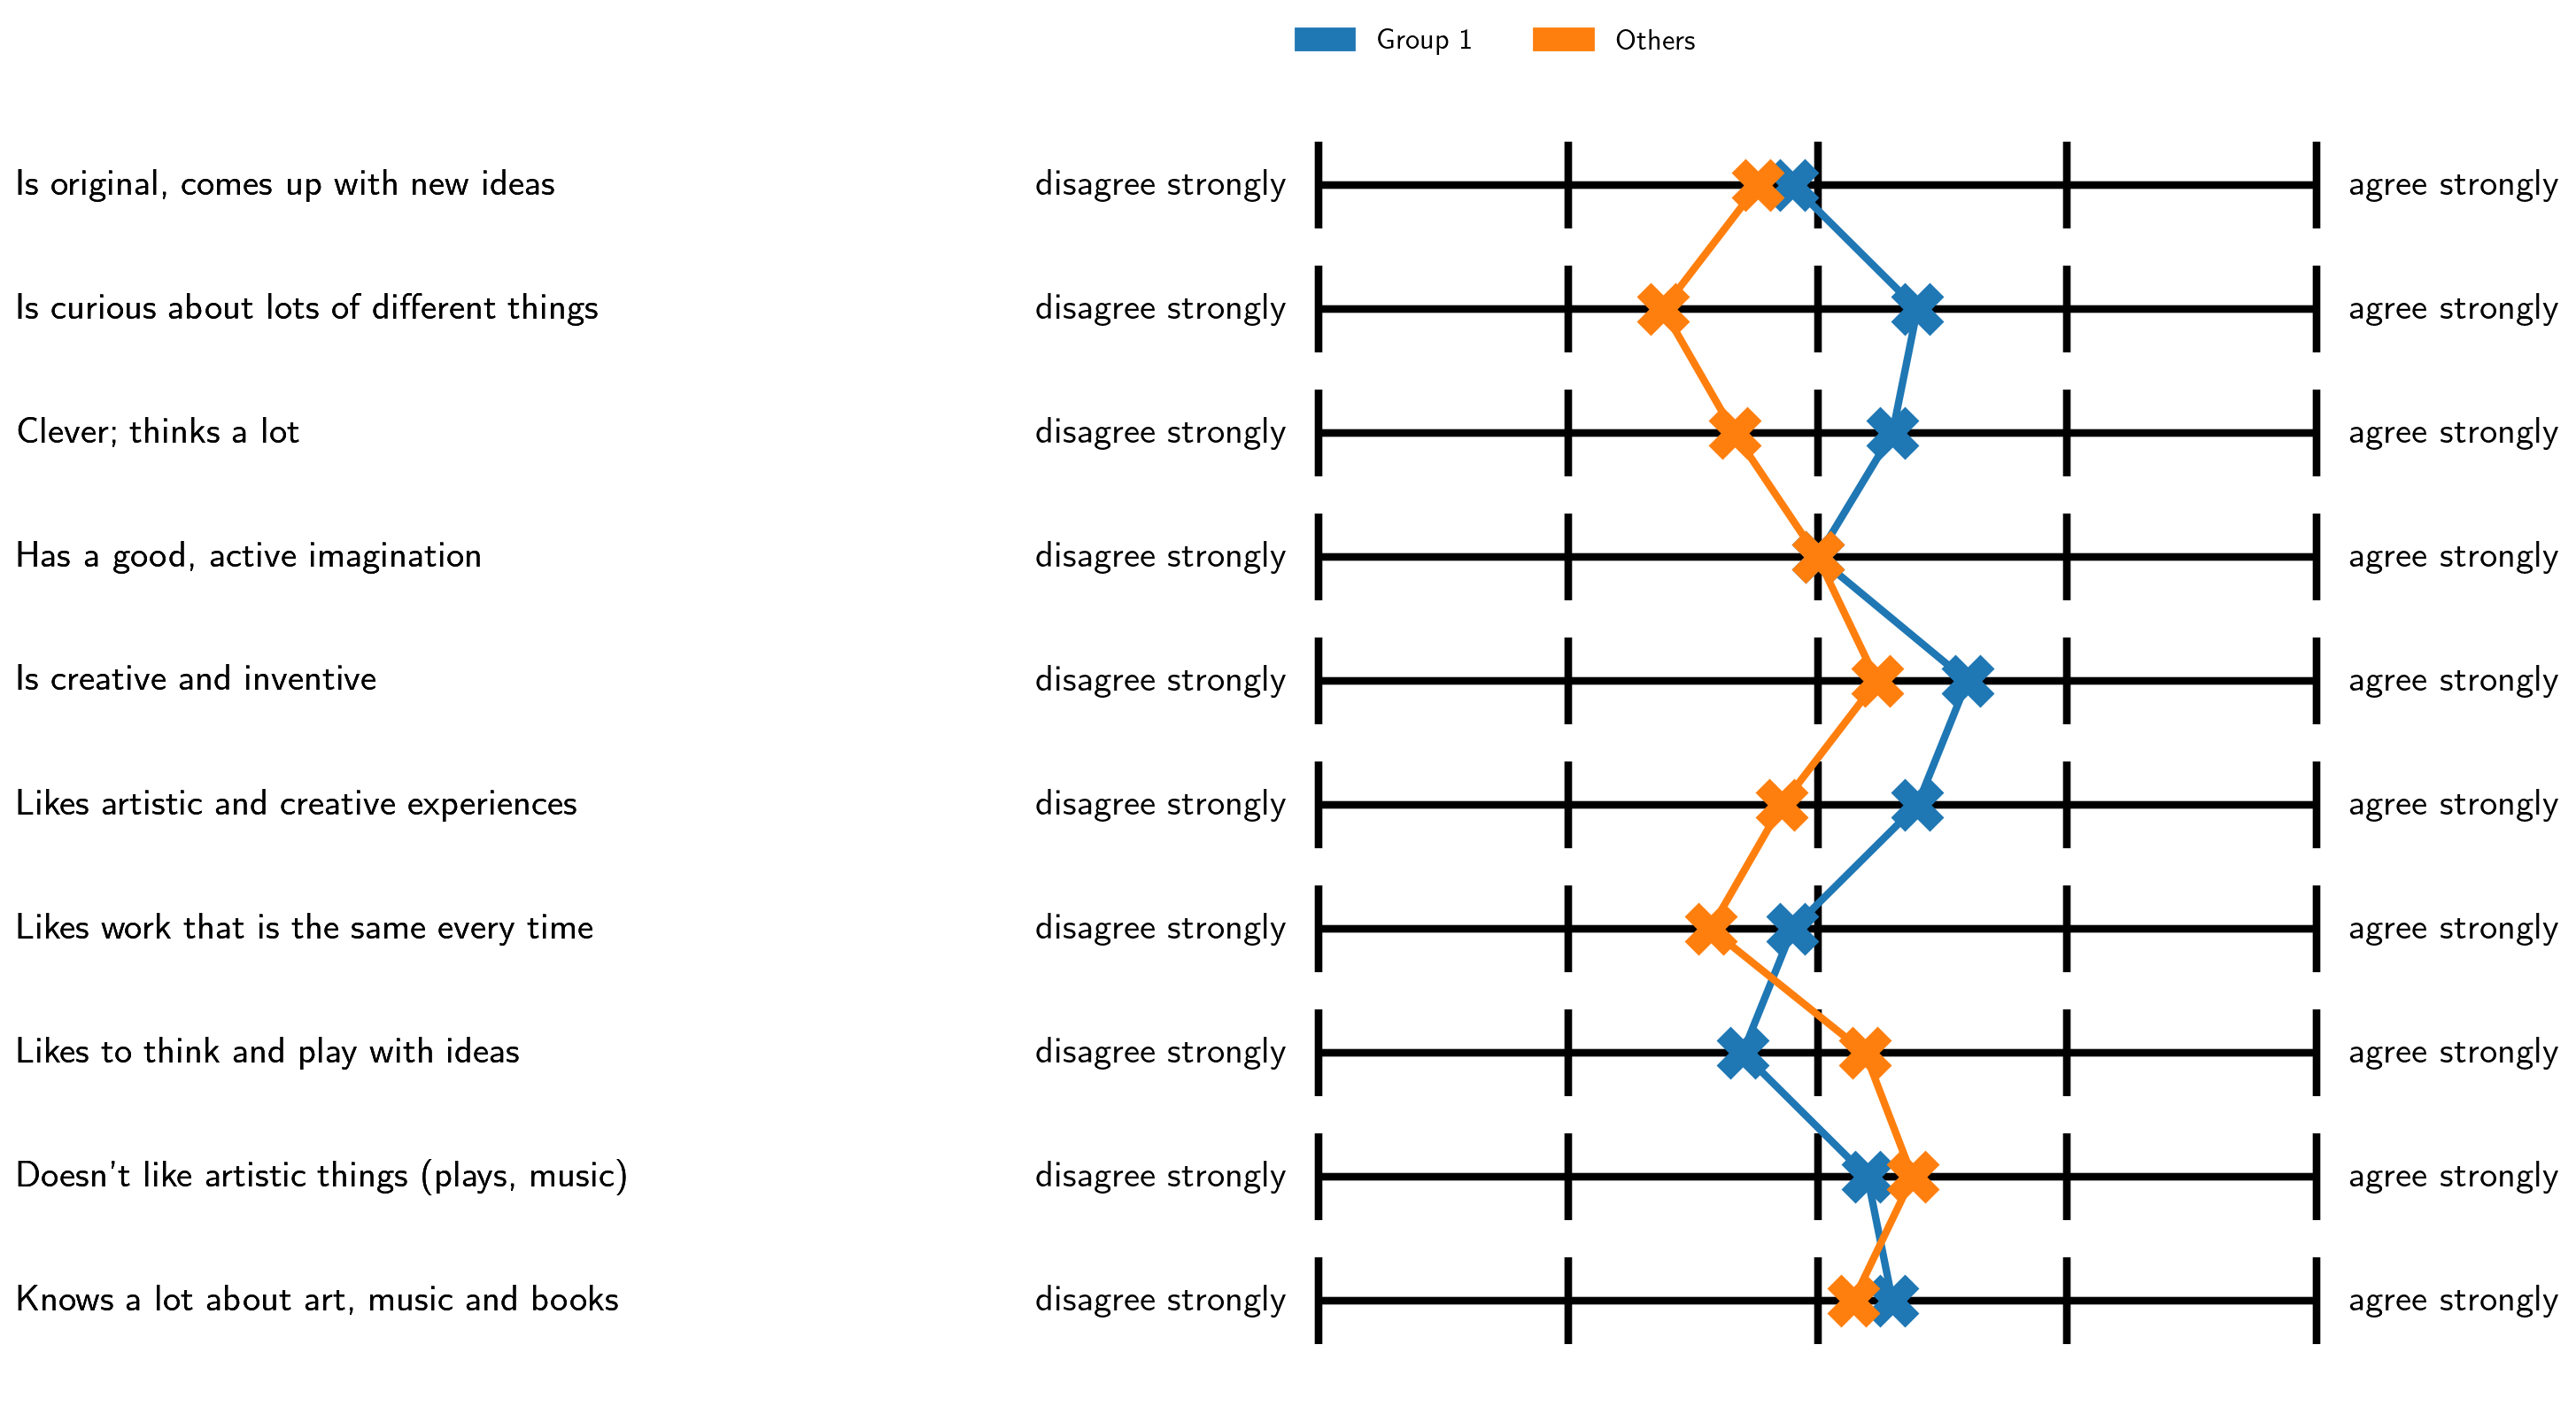 Group 1 Others
Is original, comes up with new ideas disagree strongly agree strongly
Is curious about lots of different things disagree strongly agree strongly
Clever; thinks a lot disagree strongly agree strongly
Has a good, active imagination disagree strongly agree strongly
Is creative and inventive disagree strongly agree strongly
Likes artistic and creative experiences disagree strongly agree strongly
Likes work that is the same every time disagree strongly agree strongly
Likes to think and play with ideas disagree strongly agree strongly
Doesn't like artistic things (plays, music) disagree strongly agree strongly
Knows a lot about art, music and books disagree strongly agree strongly